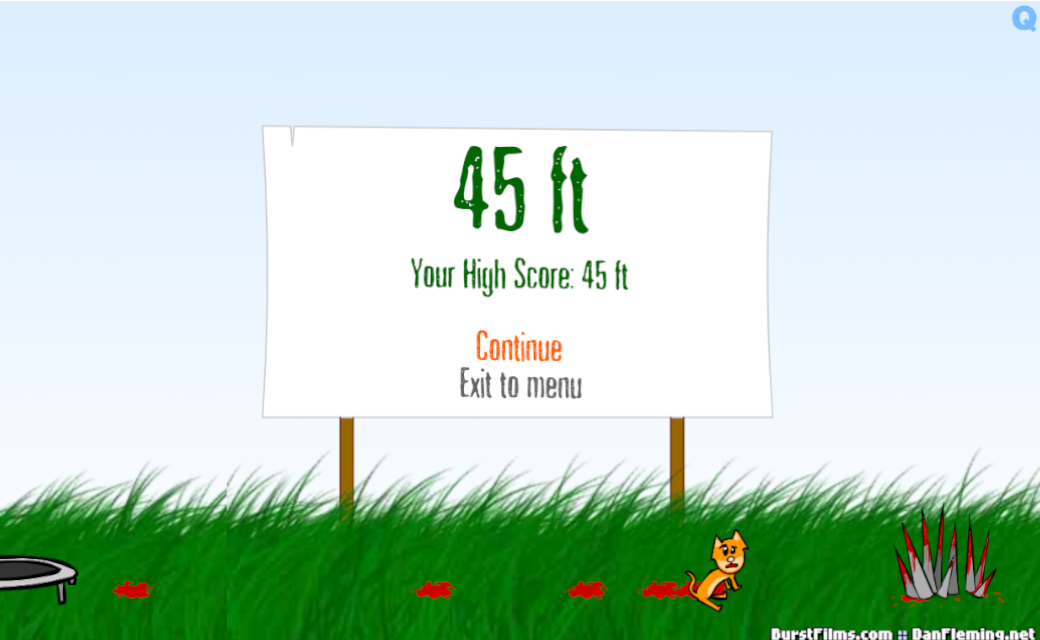 Q
45 ft
Your High Score: 45 ft
Continue
Exit to menu
BurstFilms.com :: DanFleming.net